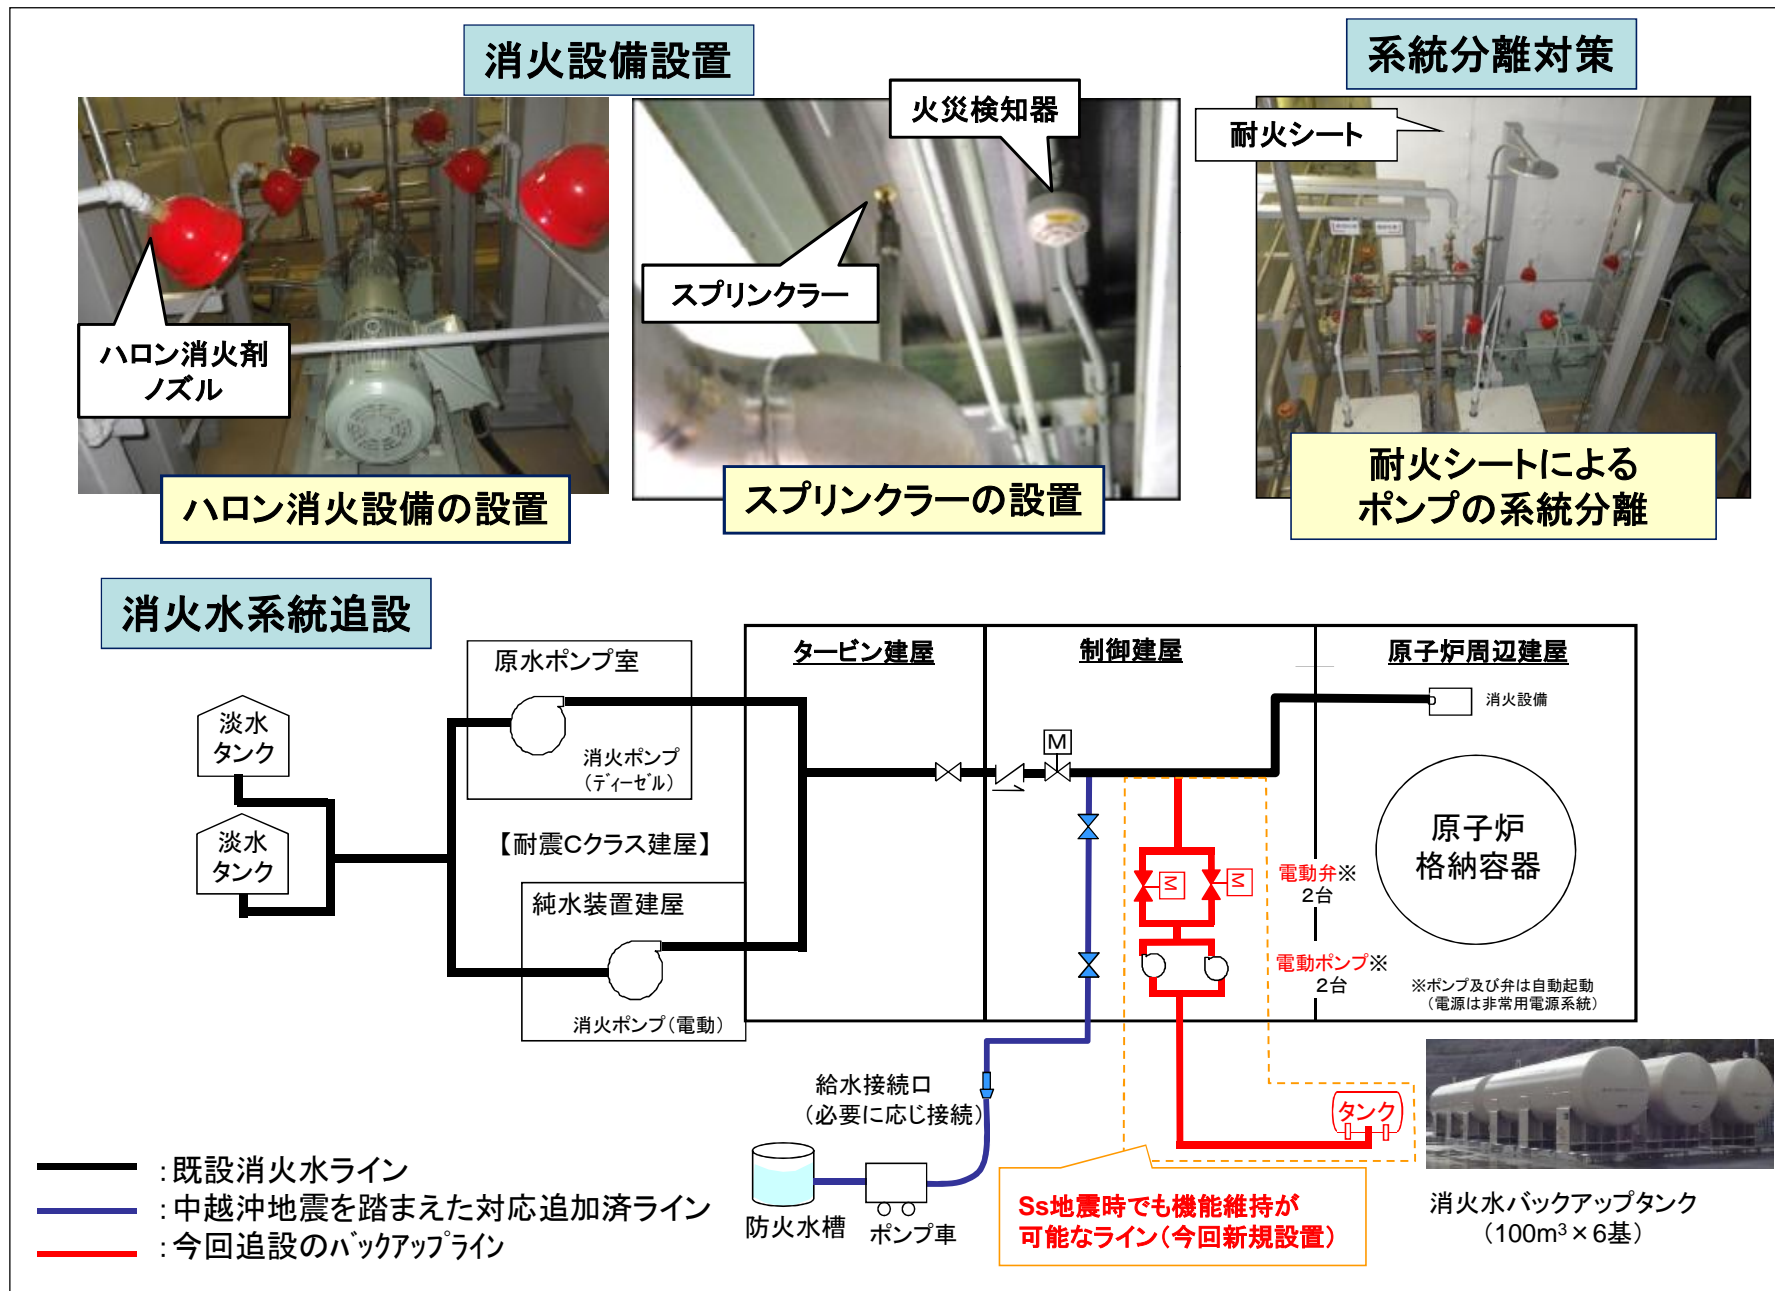 消火設備設置
系統分離対策
火災検知器
耐火シート
スプリンクラー
ハロン消火剤
ノズル
ハロン消火設備の設置
スプリンクラーの設置
耐火シートによる
ポンプの系統分離
消火水系統追設
原水ポンプ室
タービン建屋
制御建屋
原子炉周辺建屋
淡水
タンク
消火ポンプ
(ディーゼル)
M
消火設備
淡水
タンク
【耐震Cクラス建屋】
原子炉
格納容器
純水装置建屋
M
M
電動弁※
2台
電動ポンプ※
2台
※ポンプ及び弁は自動起動
(電源は非常用電源系統)
消火ポンプ(電動)
給水接続口
(必要に応じ接続)
タンク
:既設消火水ライン
:中越沖地震を踏まえた対応追加済ライン
:今回追設のバックアップライン
防火水槽
ポンプ車
Ss地震時でも機能維持が
可能なライン(今回新規設置)
消火水バックアップタンク
(100m³×6基)